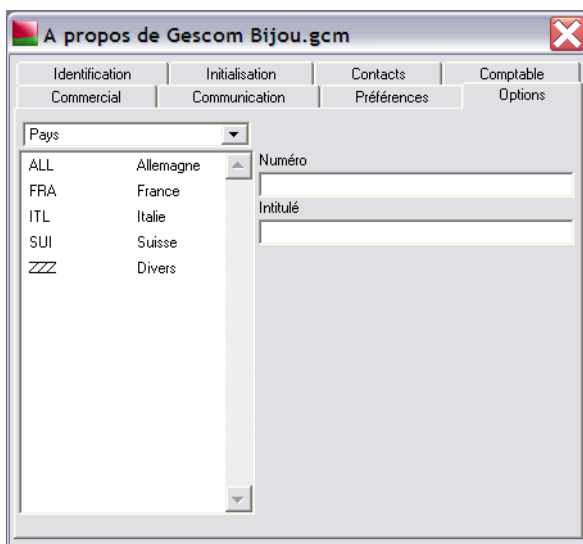 A propos de Gescom Bijou.gcm
Identification Initialisation Contacts Comptable
Commercial Communication Préférences Options
Pays
ALL Allemagne
FRA France
ITL Italie
SUI Suisse
ZZZ Divers
Numéro
Intitulé